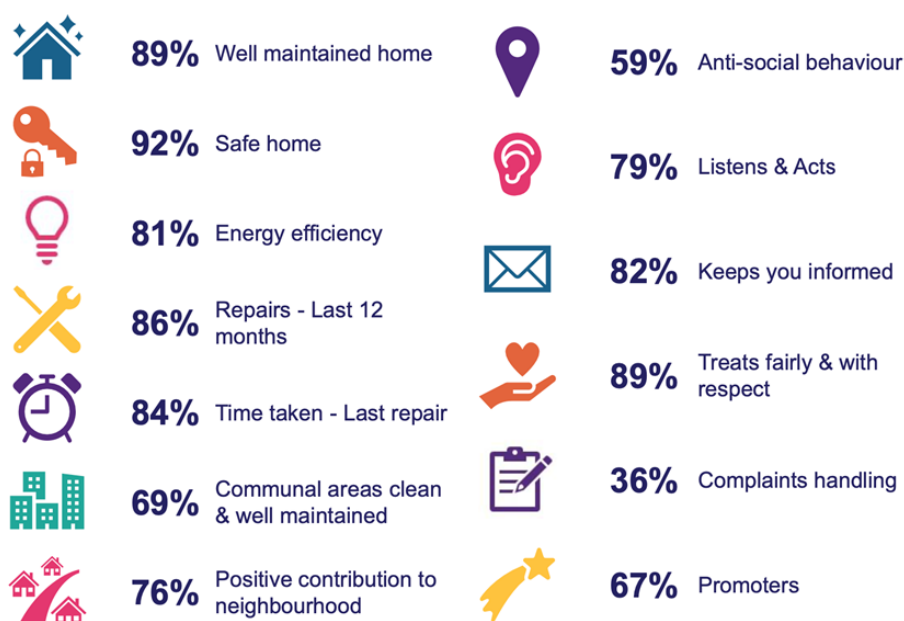 89% Well maintained home
92% Safe home
81% Energy efficiency
86% Repairs - Last 12
months
84% Time taken - Last repair
69% Communal areas clean
& well maintained
76% Positive contribution to
neighbourhood
59% Anti-social behaviour
79% Listens & Acts
82% Keeps you informed
89% Treats fairly & with
respect
36% Complaints handling
67% Promoters